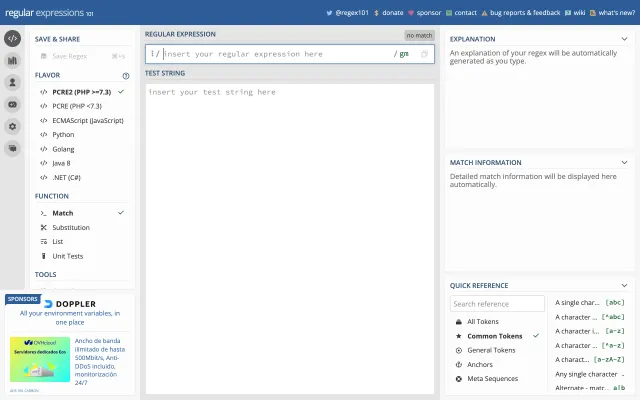 regular expressions 101
@regex101
donate
sponsor
contact
bug reports & feedback
wiki
what's new?
SAVE & SHARE
Save Regex
⌘+s
FLAVOR
PCRE2 (PHP >=7.3)
PCRE (PHP <7.3)
ECMAScript (JavaScript)
Python
Golang
Java 8
.NET (C#)
FUNCTION
Match
Substitution
List
Unit Tests
TOOLS
SPONSORS
DOPPLER
All your environment variables, in
one place
OVHcloud
Servidores dedicados Eco
Ancho de banda
ilimitado de hasta
500Mbit/s, Anti-
DDoS incluido,
monitorización
24/7
ADS VIA CARBON
REGULAR EXPRESSION
no match
/ insert your regular expression here
/ gm
TEST STRING
insert your test string here
EXPLANATION
An explanation of your regex will be automatically
generated as you type.
MATCH INFORMATION
Detailed match information will be displayed here
automatically.
QUICK REFERENCE
Search reference
All Tokens
Common Tokens
General Tokens
Anchors
Meta Sequences
A single char... [abc]
A character ... [^abc]
A character i... [a-z]
A character ... [^a-z]
A charact... [a-zA-Z]
Any single character .
Alternate - matc... a|b